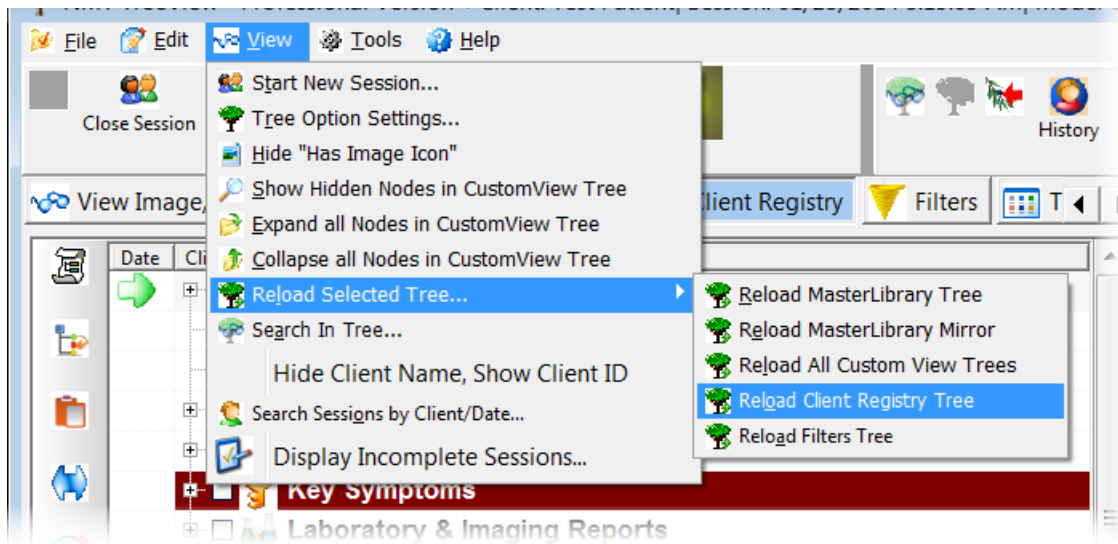 File Edit View Tools Help
Close Session
History
Start New Session...
Tree Option Settings...
Hide "Has Image Icon"
Show Hidden Nodes in CustomView Tree
Expand all Nodes in CustomView Tree
Collapse all Nodes in CustomView Tree
Reload Selected Tree...
Search In Tree...
Hide Client Name, Show Client ID
Search Sessions by Client/Date...
Display Incomplete Sessions...
Reload MasterLibrary Tree
Reload MasterLibrary Mirror
Reload All Custom View Trees
Reload Client Registry Tree
Reload Filters Tree
View Image, Client Registry Filters T
Date Cli
Key Symptoms
Laboratory & Imaging Reports